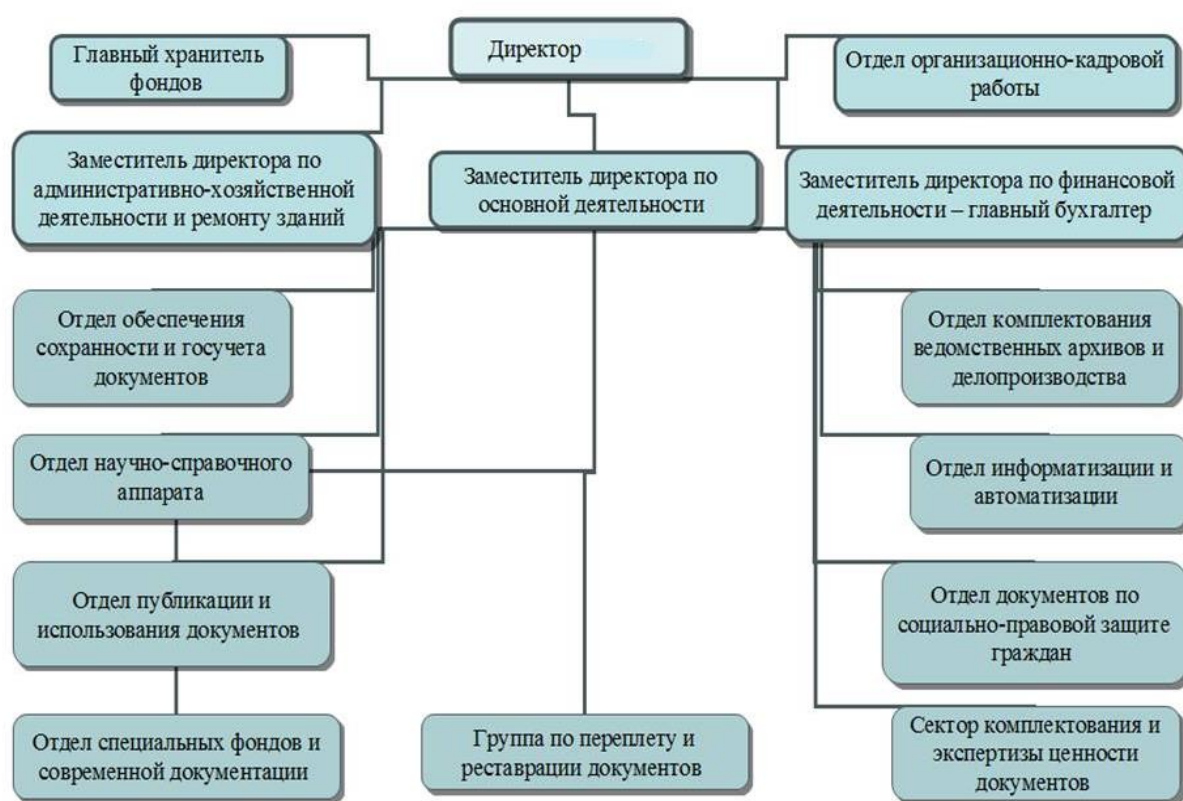 Директор
Главный хранитель
фондов
Отдел организационно-кадровой
работы
Заместитель директора по
административно-хозяйственной
деятельности и ремонту зданий
Заместитель директора по
основной деятельности
Заместитель директора по финансовой
деятельности – главный бухгалтер
Отдел обеспечения
сохранности и госучета
документов
Отдел комплектования
ведомственных архивов и
делопроизводства
Отдел научно-справочного
аппарата
Отдел информатизации и
автоматизации
Отдел публикации и
использования документов
Отдел документов по
социально-правовой защите
граждан
Отдел специальных фондов и
современной документации
Группа по переплету и
реставрации документов
Сектор комплектования и
экспертизы ценности
документов